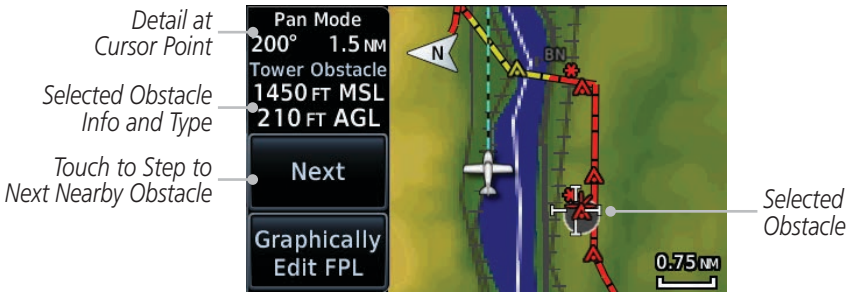 Detail at
Cursor Point
Selected Obstacle
Info and Type
Touch to Step to
Next Nearby Obstacle
Pan Mode
200° 1.5 NM
Tower Obstacle
1450 FT MSL
210 FT AGL
Next
Graphically
Edit FPL
N
BN
0.75 NM
Selected
Obstacle